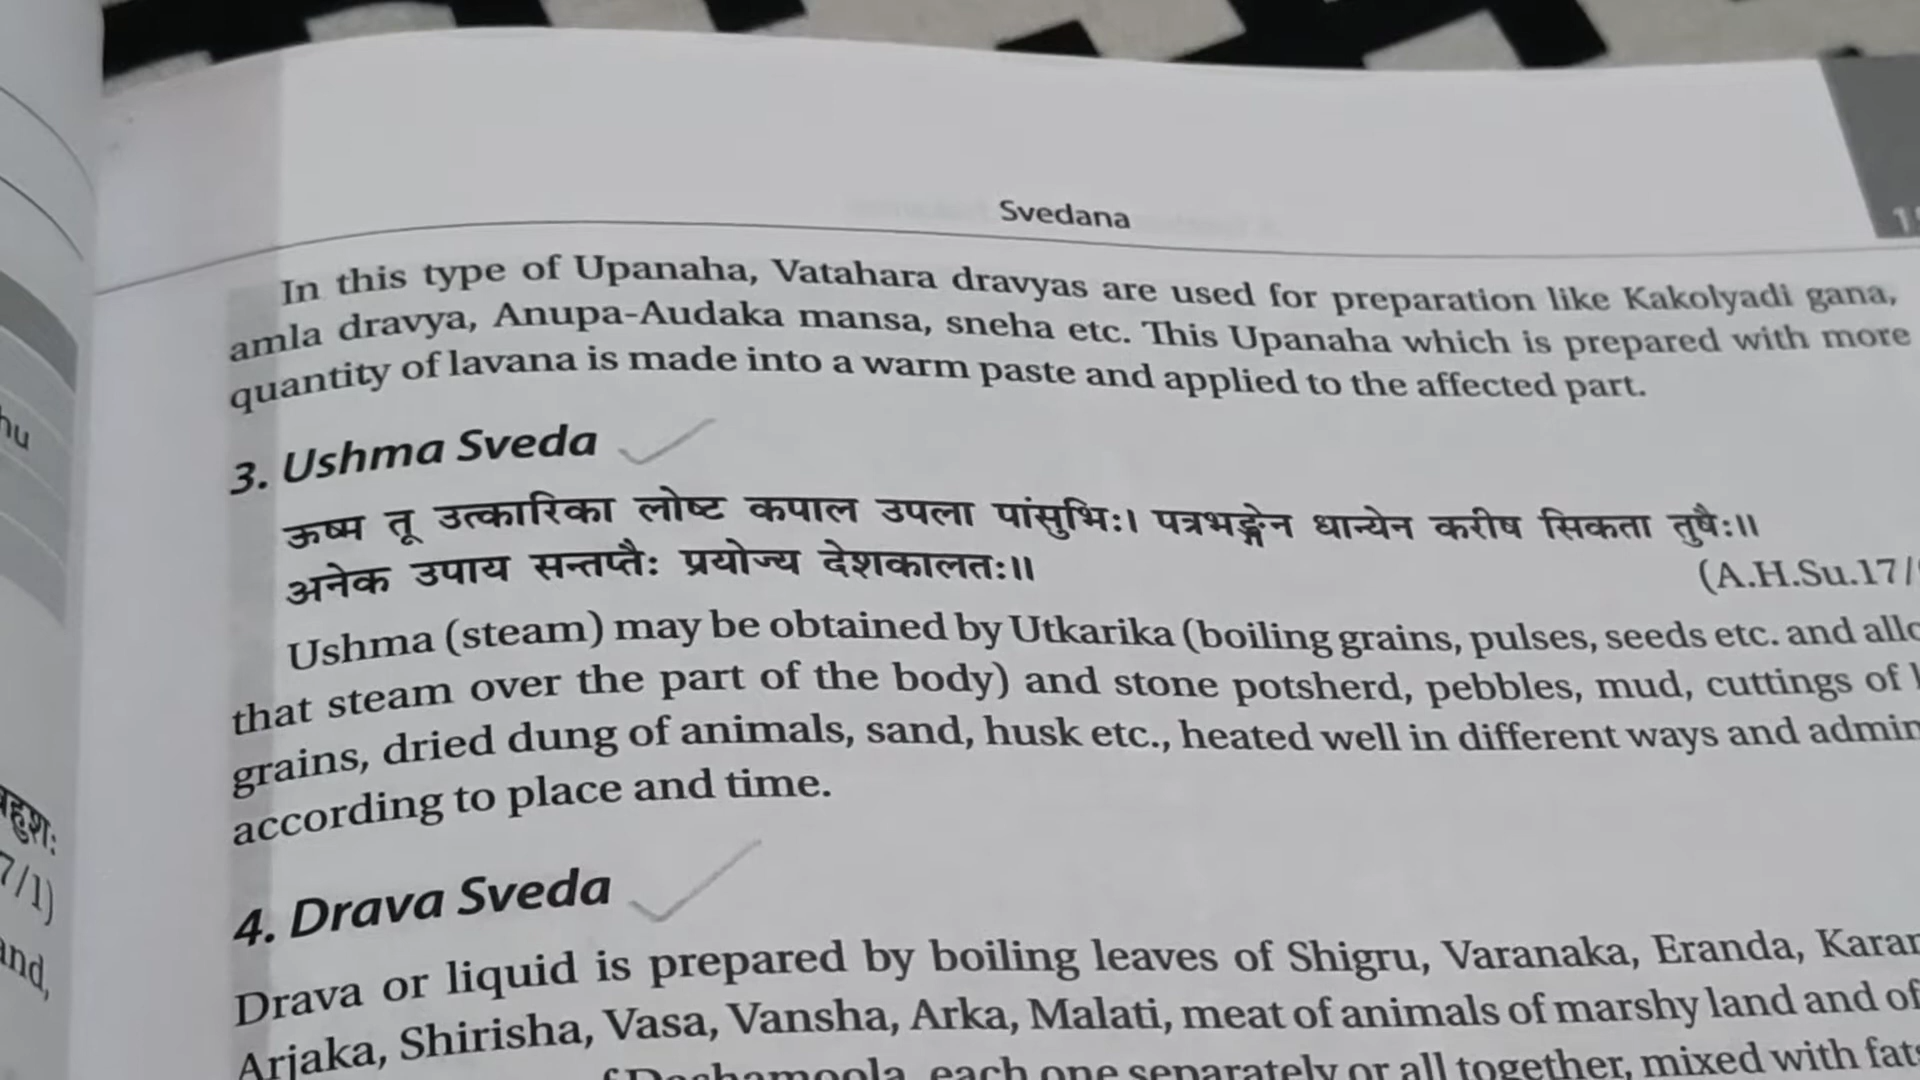 Svedana
In this type of Upanaha, Vatahara dravyas are used for preparation like Kakolyadi gana,
amla dravya, Anupa-Audaka mansa, sneha etc. This Upanaha which is prepared with more
quantity of lavana is made into a warm paste and applied to the affected part.
3. Ushma Sveda
ऊष्म तू उत्कारिका लोष्ट कपाल उपला पांसुभिः। पत्रभङ्गेन धान्येन करीष सिकता तुषैः॥
अनेक उपाय सन्तप्तैः प्रयोज्य देशकालतः॥
(A.H.Su.17/
Ushma (steam) may be obtained by Utkarika (boiling grains, pulses, seeds etc. and
that steam over the part of the body) and stone potsherd, pebbles, mud, cuttings of
grains, dried dung of animals, sand, husk etc., heated well in different ways and
according to place and time.
4. Drava Sveda
Drava or liquid is prepared by boiling leaves of Shigru, Varanaka, Eranda,
Arjaka, Shirisha, Vasa, Vansha, Arka, Malati, meat of animals of marshy land and of
each one separately or all together, mixed with fats
7/1)